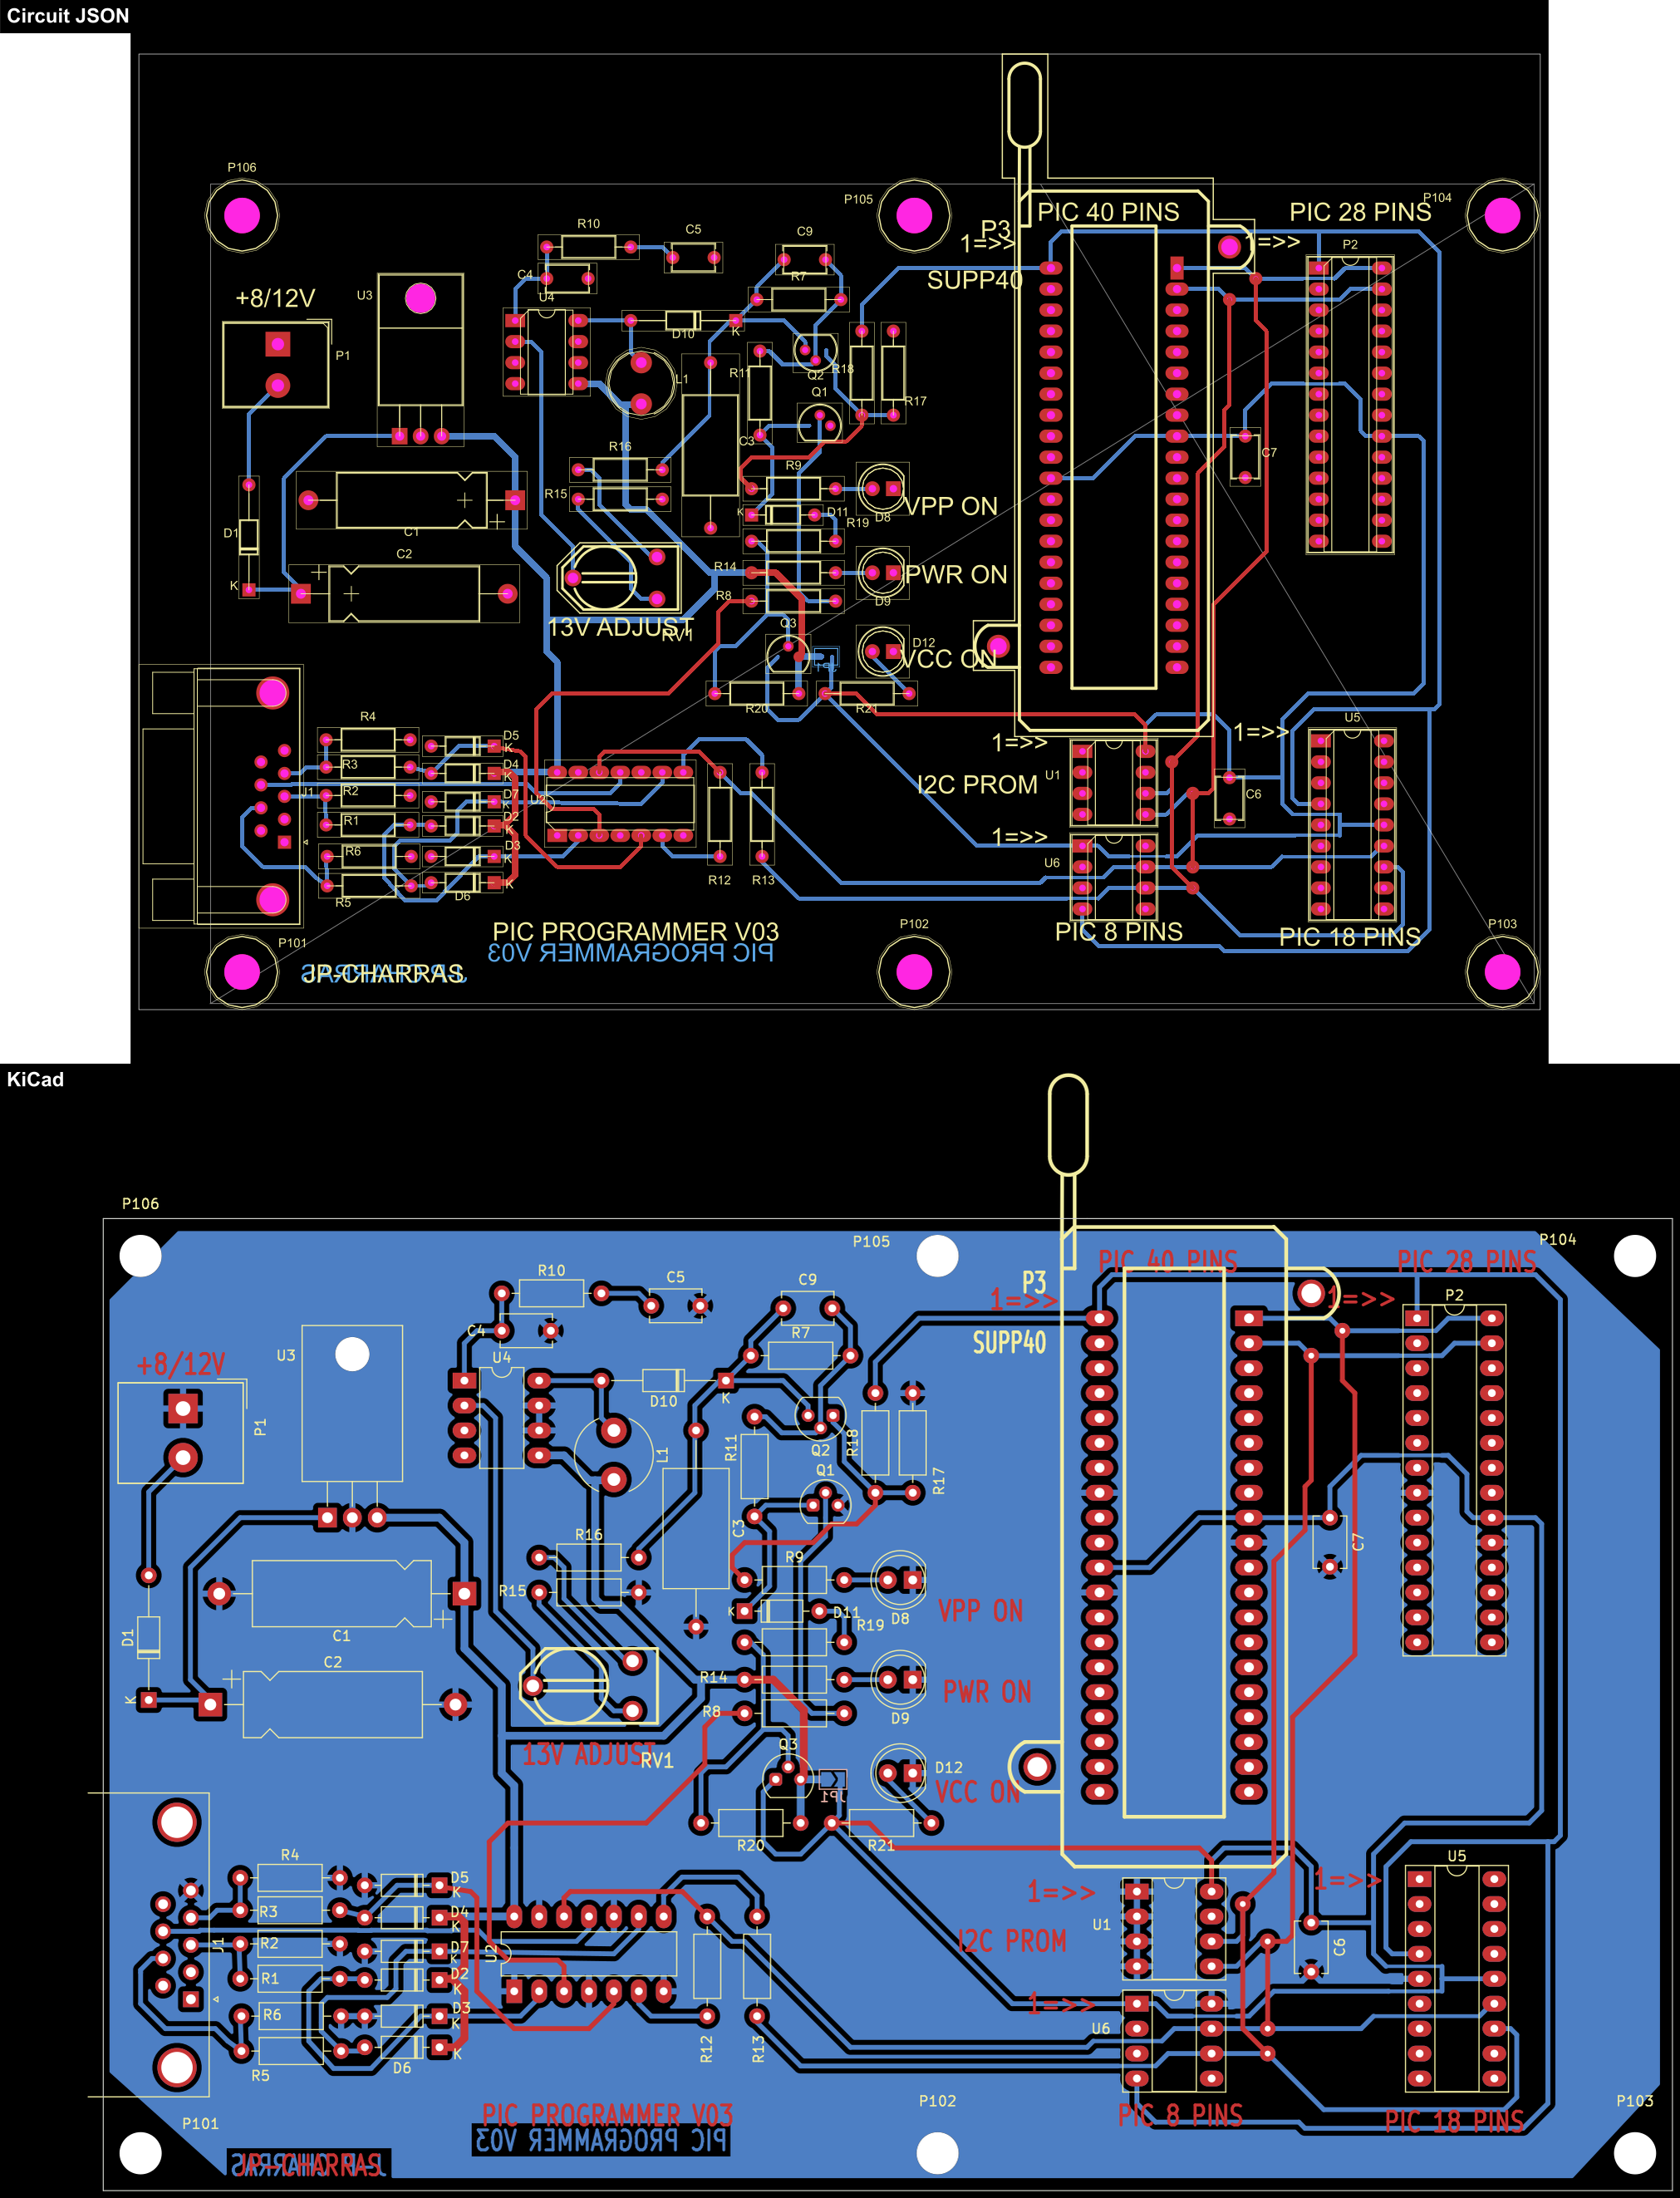 Circuit JSON
P106
P105
P104
PIC 40 PINS
PIC 28 PINS
R10
C5
C9
P3
1=>>
1=>>
P2
C4
R7
SUPP40
+8/12V
U3
U4
D10
K
P1
L1
R11
Q2
R18
Q1
R17
C3
R16
C7
R9
R15
K
D11
D8
VPP ON
R19
D1
C1
C2
R14
PWR ON
K
R8
D9
13V ADJUST
RV1
Q3
D12
VCC ON
JP1
R20
R21
R4
D5
K
1=>>
1=>>
U5
R3
D4
K
U1
I2C PROM
J1
R2
D7
K
U2
C6
R1
D2
K
1=>>
R6
D3
K
U6
R5
D6
K
R12
R13
PIC PROGRAMMER V03
PIC PROGRAMMER V03
PIC 8 PINS
PIC 18 PINS
P101
P102
P103
J-P CHARRAS
JP-CHARRAS
KiCad
P106
P105
P104
PIC 40 PINS
PIC 28 PINS
R10
C5
C9
P3
1=>>
1=>>
P2
C4
R7
SUPP40
+8/12V
U3
U4
D10
K
P1
L1
R11
Q2
R18
Q1
R17
C3
R16
C7
R9
R15
K
D11
D8
VPP ON
R19
D1
C1
C2
R14
PWR ON
K
R8
D9
13V ADJUST
RV1
Q3
D12
VCC ON
JP1
R20
R21
R4
D5
K
1=>>
1=>>
U5
R3
D4
K
U1
I2C PROM
J1
R2
D7
K
U2
C6
R1
D2
K
1=>>
R6
D3
K
U6
R5
D6
K
R12
R13
PIC PROGRAMMER V03
PIC PROGRAMMER V03
PIC 8 PINS
PIC 18 PINS
P101
P102
P103
J-P CHARRAS
JP-CHARRAS